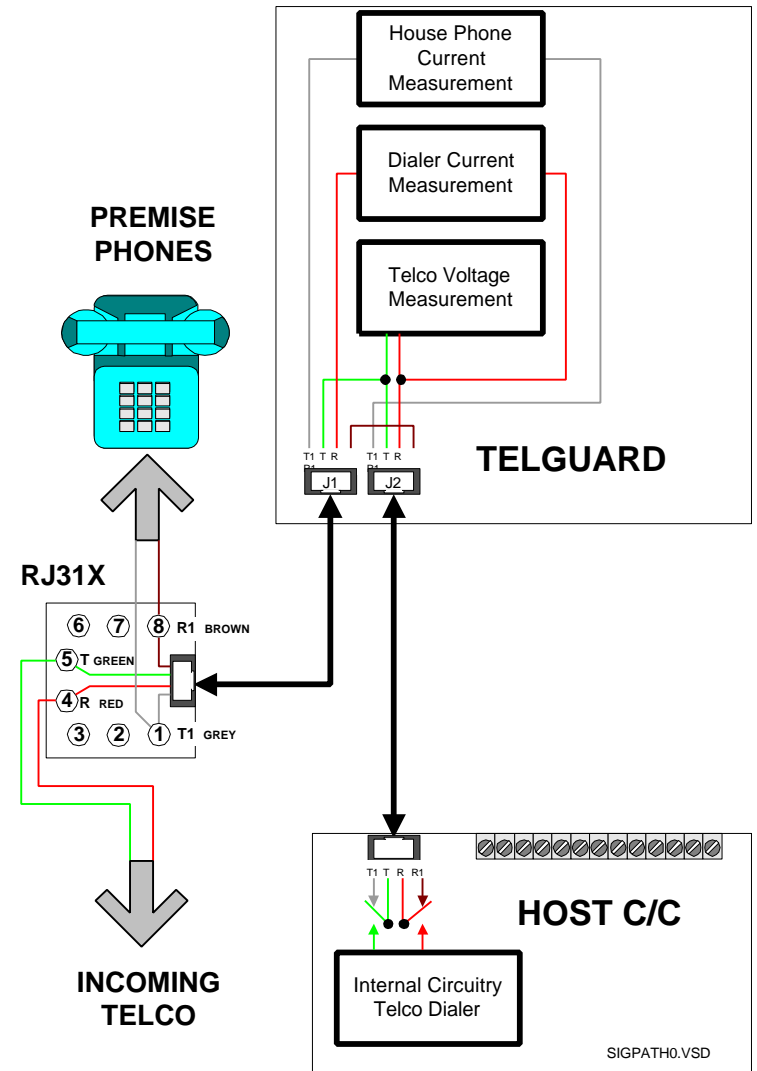 House Phone
Current
Measurement
Dialer Current
Measurement
Telco Voltage
Measurement
PREMISE
PHONES
T1 T R
R1
T1 T R
R1
J1
J2
TELGUARD
RJ31X
6 7 8 R1 BROWN
5 T GREEN
4 R RED
3 2 1 T1 GREY
T1 T R R1
HOST C/C
Internal Circuitry
Telco Dialer
INCOMING
TELCO
SIGPATH0.VSD